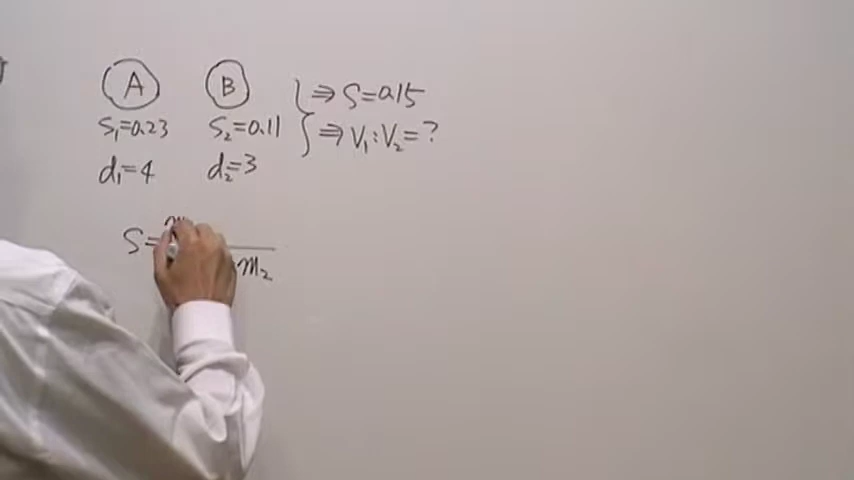 A B
S₁=0.23 S₂=0.11 } ⇒ S=0.15
d₁=4 d₂=3 ⇒ V₁:V₂=?
S=
m₂